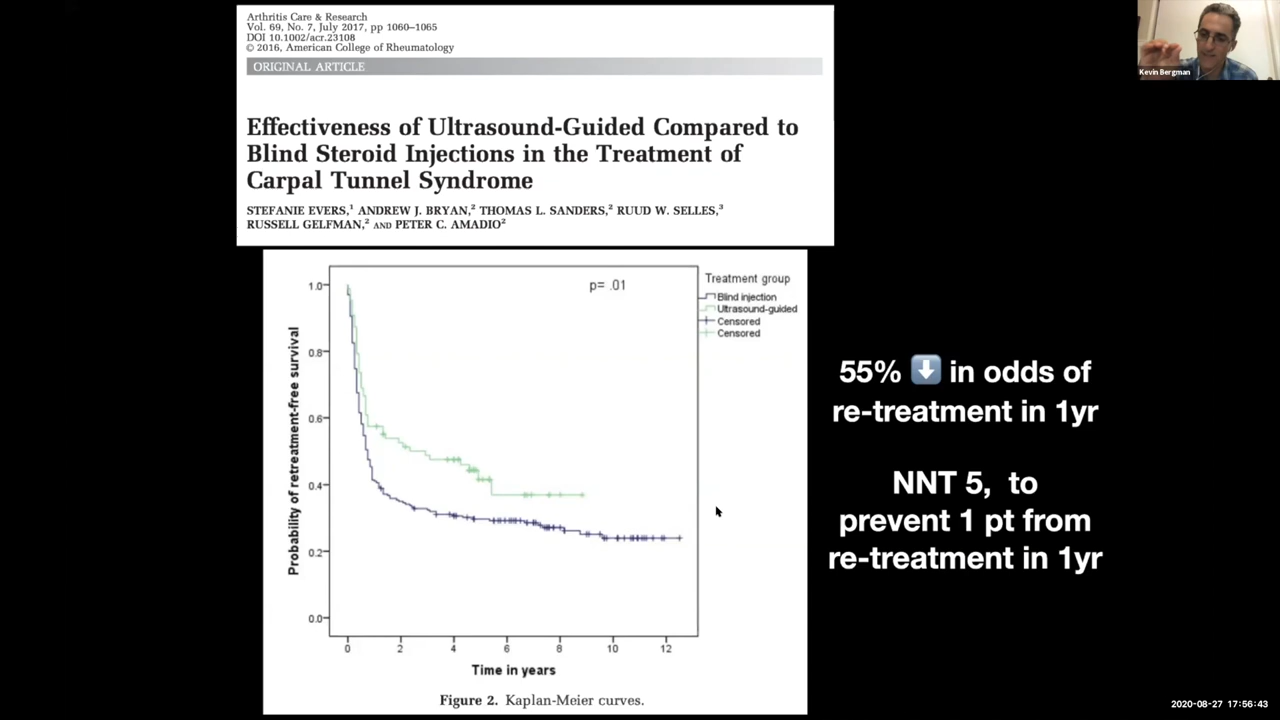 Arthritis Care & Research
Vol. 69, No. 7, July 2017, pp 1060–1065
DOI 10.1002/acr.23108
© 2016, American College of Rheumatology
ORIGINAL ARTICLE
Effectiveness of Ultrasound-Guided Compared to
Blind Steroid Injections in the Treatment of
Carpal Tunnel Syndrome
STEFANIE EVERS,¹ ANDREW J. BRYAN,² THOMAS L. SANDERS,² RUUD W. SELLES,³
RUSSELL GELFMAN,² AND PETER C. AMADIO²
Kevin Bergman
p= .01
Treatment group
Blind injection
Ultrasound-guided
Censored
Censored
Probability of retreatment-free survival
1.0
0.8
0.6
0.4
0.2
0.0
0 2 4 6 8 10 12
Time in years
Figure 2. Kaplan-Meier curves.
55% ⬇ in odds of
re-treatment in 1yr
NNT 5, to
prevent 1 pt from
re-treatment in 1yr
2020-08-27 17:56:43